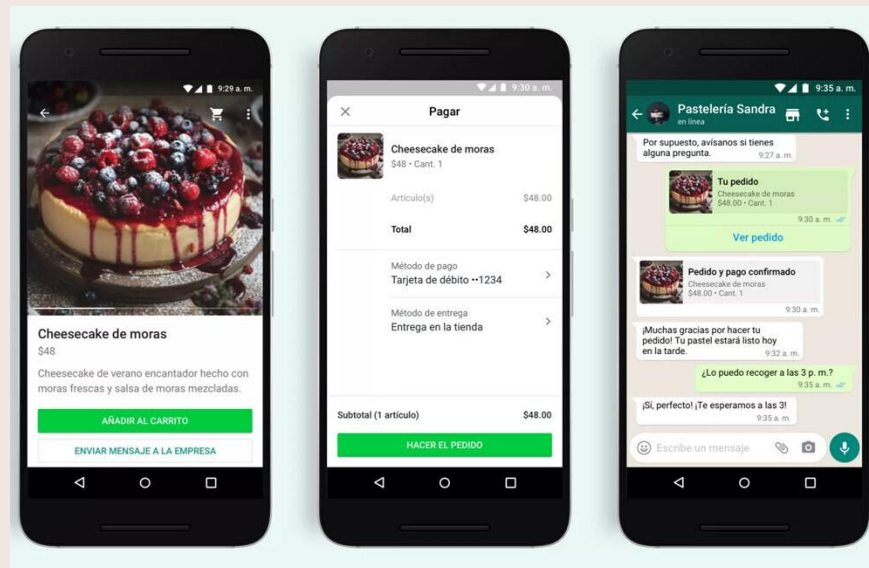 9:29 a. m.
Cheesecake de moras
$48
Cheesecake de verano encantador hecho con
moras frescas y salsa de moras mezcladas.
AÑADIR AL CARRITO
ENVIAR MENSAJE A LA EMPRESA
9:30 a. m.
Pagar
Cheesecake de moras
$48 • Cant. 1
Artículo(s) $48.00
Total $48.00
Método de pago
Tarjeta de débito ••1234
Método de entrega
Entrega en la tienda
Subtotal (1 artículo) $48.00
HACER EL PEDIDO
9:35 a. m.
Pastelería Sandra
en línea
Por supuesto, avísanos si tienes
alguna pregunta. 9:27 a. m.
Tu pedido
Cheesecake de moras
$48.00 • Cant. 1
9:30 a. m.
Ver pedido
Pedido y pago confirmado
Cheesecake de moras
$48.00 • Cant. 1
9:30 a. m.
¡Muchas gracias por hacer tu
pedido! Tu pastel estará listo hoy
en la tarde. 9:32 a. m.
¿Lo puedo recoger a las 3 p. m.?
9:35 a. m.
¡Sí, perfecto! ¡Te esperamos a las 3!
9:35 a. m.
Escribe un mensaje